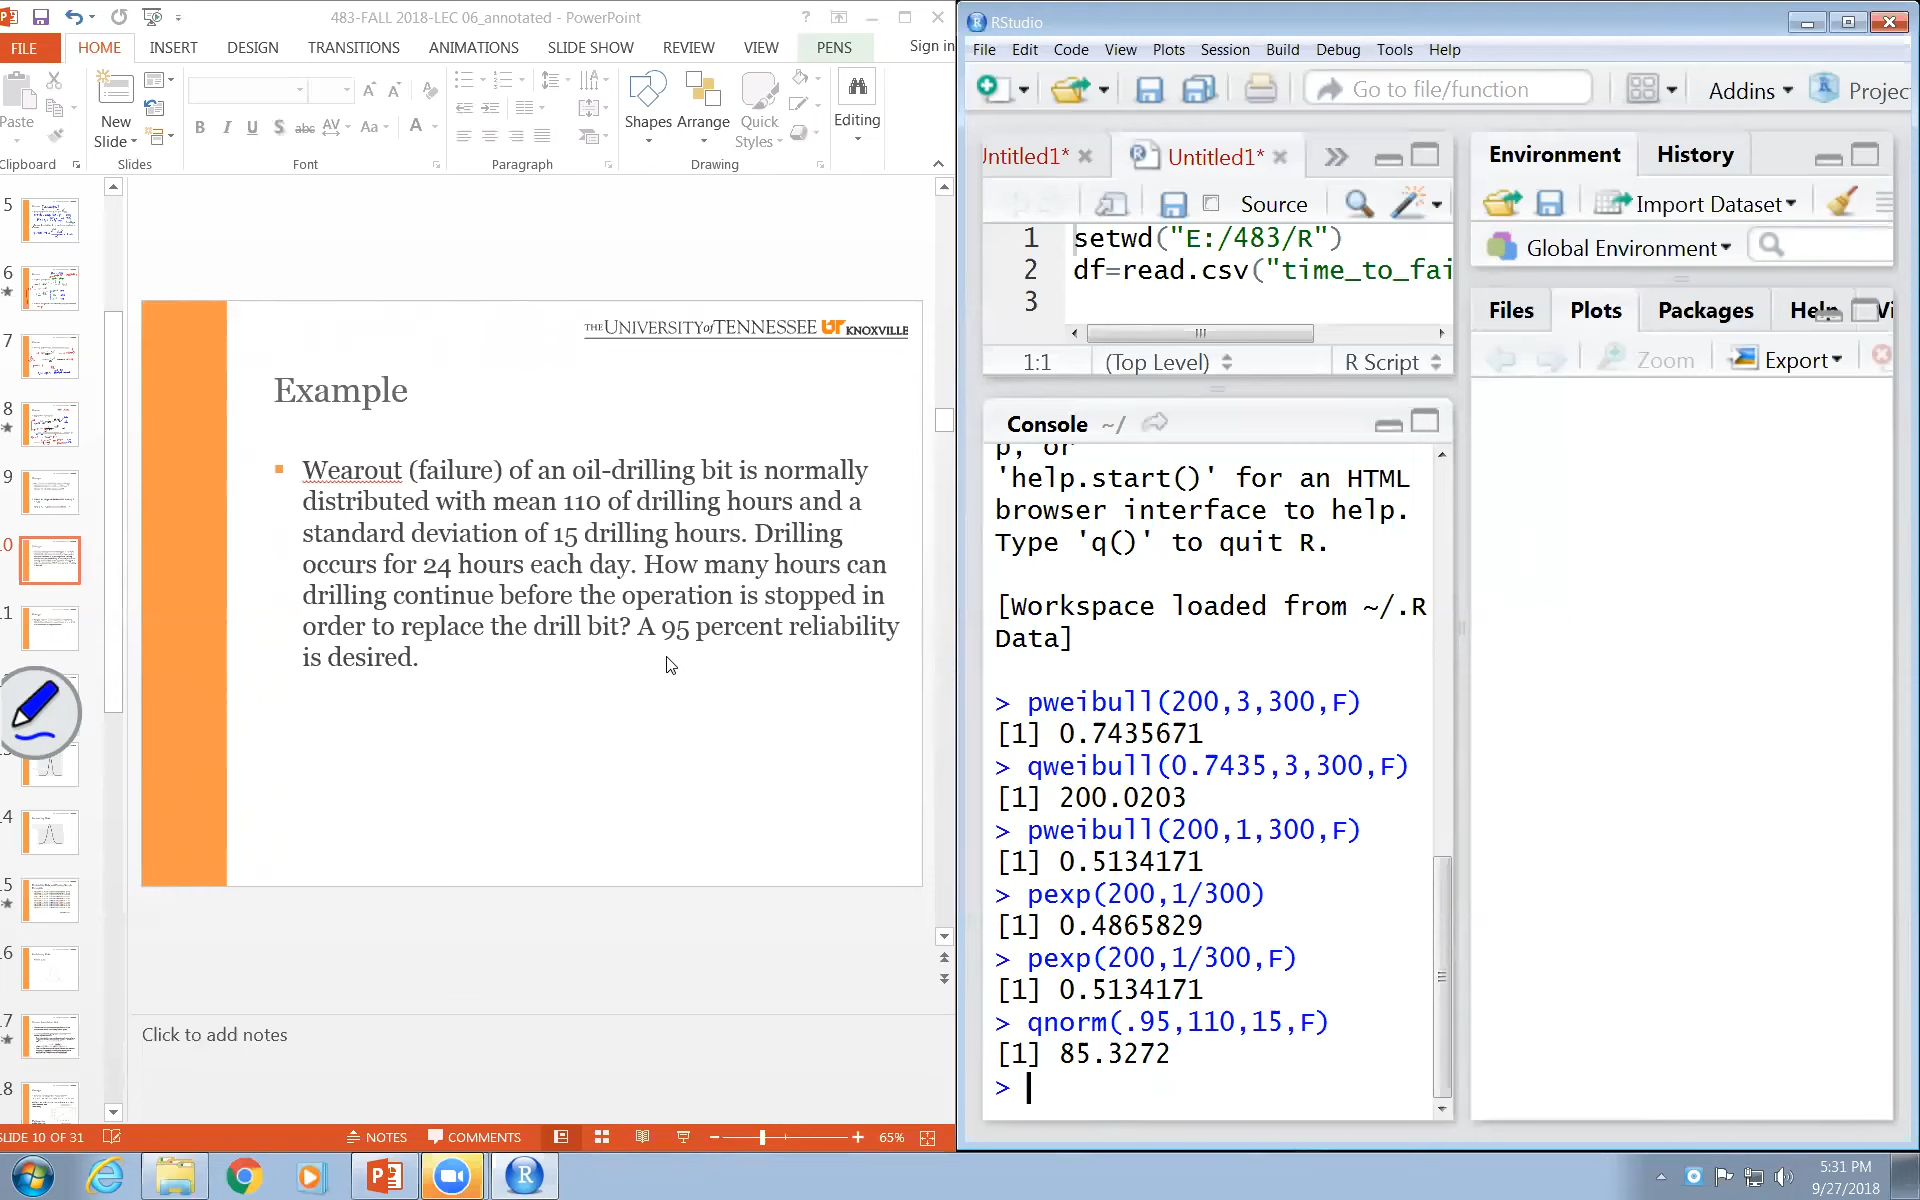 483-FALL 2018-LEC 06_annotated - PowerPoint
FILE HOME INSERT DESIGN TRANSITIONS ANIMATIONS SLIDE SHOW REVIEW VIEW PENS Sign in
Paste
New
Slide
Shapes Arrange Quick
Styles
Editing
Clipboard Slides Font Paragraph Drawing
5
6
7
8
9
THE UNIVERSITY of TENNESSEE UT KNOXVILLE
Example
Wearout (failure) of an oil-drilling bit is normally
distributed with mean 110 of drilling hours and a
standard deviation of 15 drilling hours. Drilling
occurs for 24 hours each day. How many hours can
drilling continue before the operation is stopped in
order to replace the drill bit? A 95 percent reliability
is desired.
Click to add notes
SLIDE 10 OF 31 NOTES COMMENTS 65%
RStudio
File Edit Code View Plots Session Build Debug Tools Help
Go to file/function Addins Projec
Untitled1* Untitled1*
Source
1 setwd("E:/483/R")
2 df=read.csv("time_to_fai
3
1:1 (Top Level) R Script
Console ~/
p, or
'help.start()' for an HTML
browser interface to help.
Type 'q()' to quit R.
[Workspace loaded from ~/.R
Data]
> pweibull(200,3,300,F)
[1] 0.7435671
> qweibull(0.7435,3,300,F)
[1] 200.0203
> pweibull(200,1,300,F)
[1] 0.5134171
> pexp(200,1/300)
[1] 0.4865829
> pexp(200,1/300,F)
[1] 0.5134171
> qnorm(.95,110,15,F)
[1] 85.3272
>
Environment History
Import Dataset
Global Environment
Files Plots Packages Help Vi
Zoom Export
5:31 PM
9/27/2018